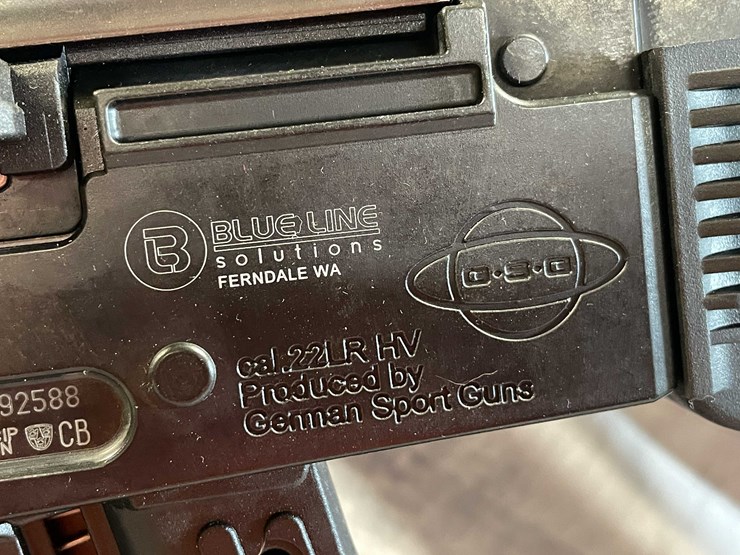 BLUE LINE
solutions
FERNDALE WA
G·S·G
cal.22LR HV
Produced by
German Sport Guns
92588
CB